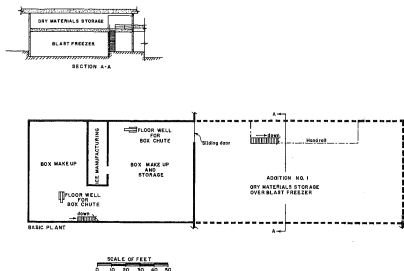 DRY MATERIALS STORAGE
BLAST FREEZER
SECTION A-A
A
FLOOR WELL
FOR
BOX CHUTE
ICE MANUFACTURING
Sliding door
down
Handrail
BOX MAKE UP
BOX MAKE UP
AND
STORAGE
ADDITION NO. 1
DRY MATERIALS STORAGE
OVER BLAST FREEZER
FLOOR WELL
FOR
BOX CHUTE
down
BASIC PLANT
A
SCALE OF FEET
0 10 20 30 40 50